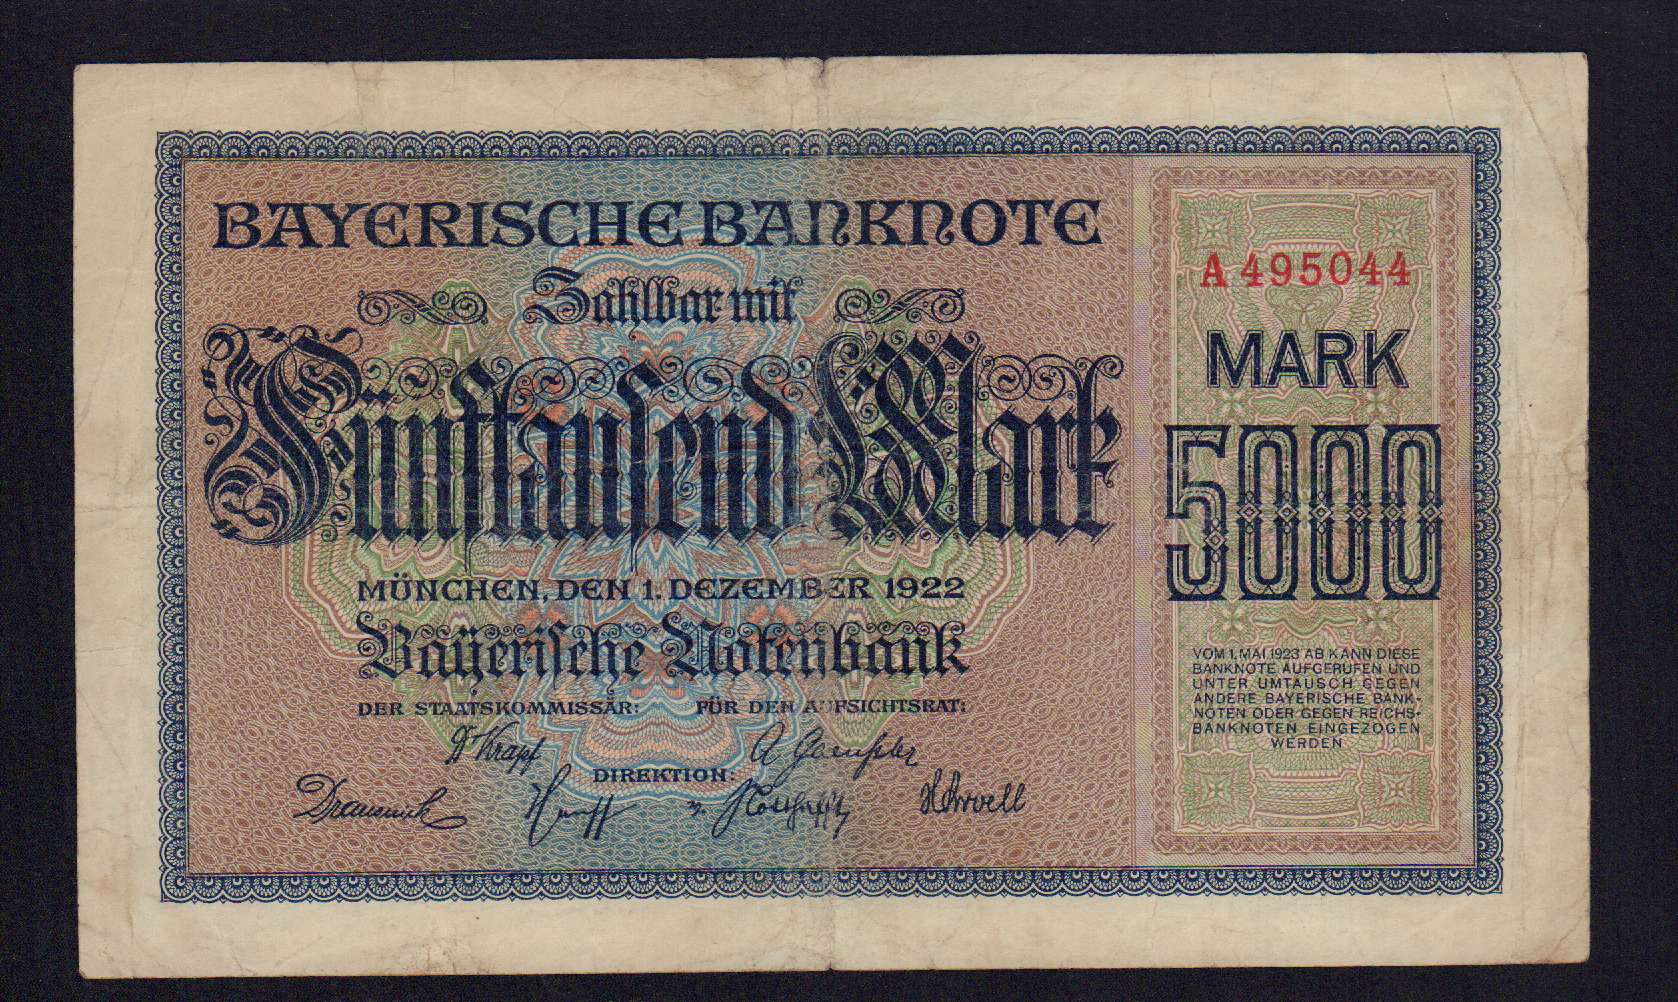 BAYERISCHE BANKNOTE
Zahlbar mit
Fünftausend Mark
MÜNCHEN, DEN 1. DEZEMBER 1922
Bayerische Notenbank
DER STAATSKOMMISSÄR: FÜR DEN AUFSICHTSRAT:
DIREKTION:
A 495044
MARK
5000
VOM 1. MAI 1923 AB KANN DIESE
BANKNOTE AUFGERUFEN UND
UNTER UMTAUSCH GEGEN
ANDERE BAYERISCHE BANK-
NOTEN ODER GEGEN REICHS-
BANKNOTEN EINGEZOGEN
WERDEN